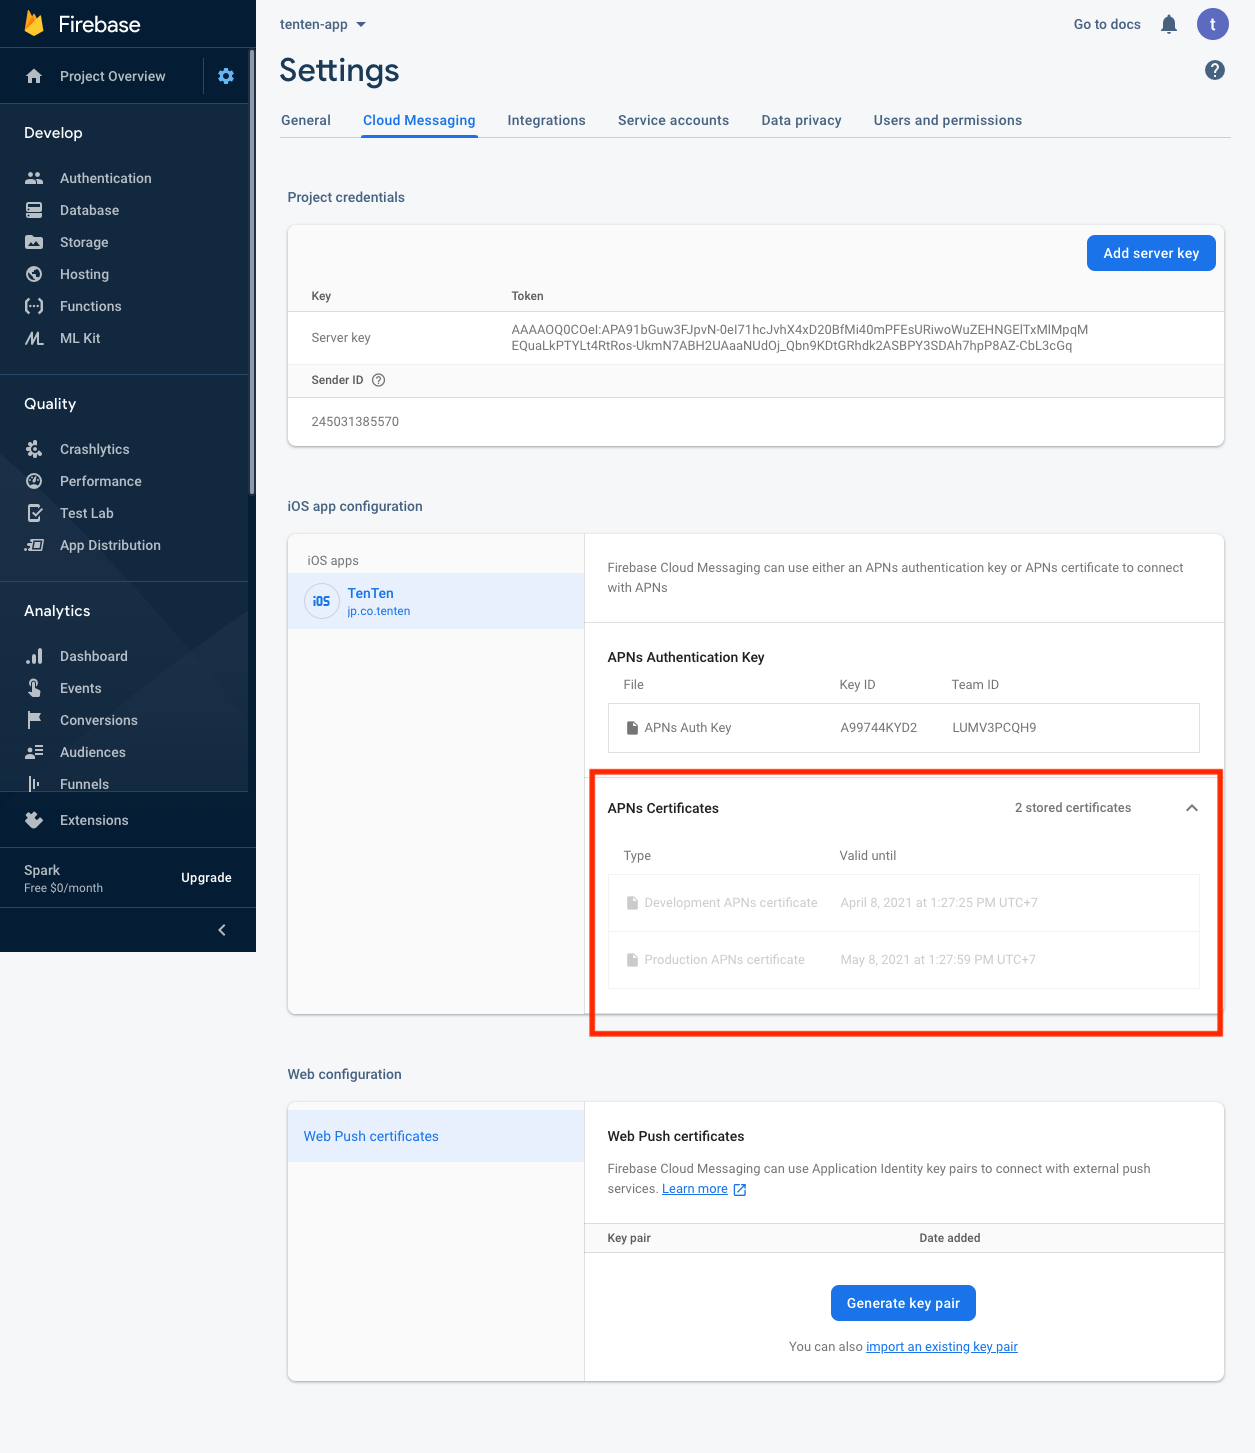 Firebase
Project Overview
Develop
Authentication
Database
Storage
Hosting
Functions
ML Kit
Quality
Crashlytics
Performance
Test Lab
App Distribution
Analytics
Dashboard
Events
Conversions
Audiences
Funnels
Extensions
Spark
Free $0/month
Upgrade
tenten-app
Go to docs
t
Settings
General
Cloud Messaging
Integrations
Service accounts
Data privacy
Users and permissions
Project credentials
Add server key
Key Token
Server key
AAAAOQ0COeI:APA91bGuw3FJpvN-0eI71hcJvhX4xD20BfMi40mPFEsURiwoWuZEHNGElTxMlMpqM
EQuaLkPTYLt4RtRos-UkmN7ABH2UAaaNUdOj_Qbn9KDtGRhdk2ASBPY3SDAh7hpP8AZ-CbL3cGq
Sender ID
245031385570
iOS app configuration
iOS apps
iOS
TenTen
jp.co.tenten
Firebase Cloud Messaging can use either an APNs authentication key or APNs certificate to connect
with APNs
APNs Authentication Key
File Key ID Team ID
APNs Auth Key A99744KYD2 LUMV3PCQH9
APNs Certificates 2 stored certificates
Type Valid until
Development APNs certificate April 8, 2021 at 1:27:25 PM UTC+7
Production APNs certificate May 8, 2021 at 1:27:59 PM UTC+7
Web configuration
Web Push certificates
Web Push certificates
Firebase Cloud Messaging can use Application Identity key pairs to connect with external push
services. Learn more
Key pair Date added
Generate key pair
You can also import an existing key pair